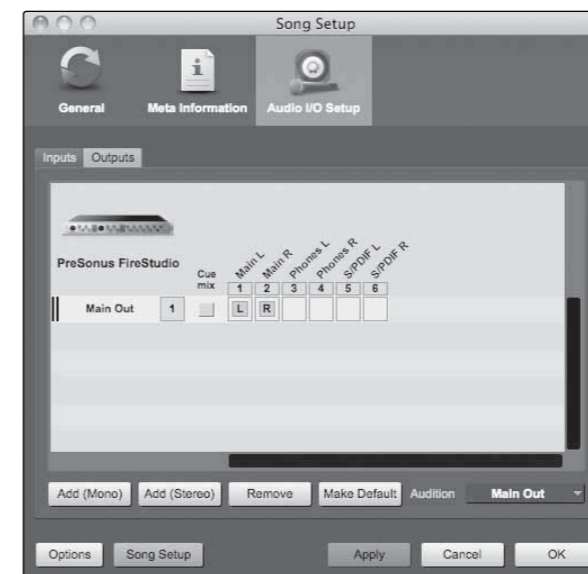 Song Setup
General Meta Information Audio I/O Setup
Inputs Outputs
PreSonus FireStudio
Cue mix
Main L
Main R
Phones L
Phones R
S/PDIF L
S/PDIF R
1 2 3 4 5 6
Main Out 1 L R
Add (Mono) Add (Stereo) Remove Make Default Audition Main Out
Options Song Setup Apply Cancel OK